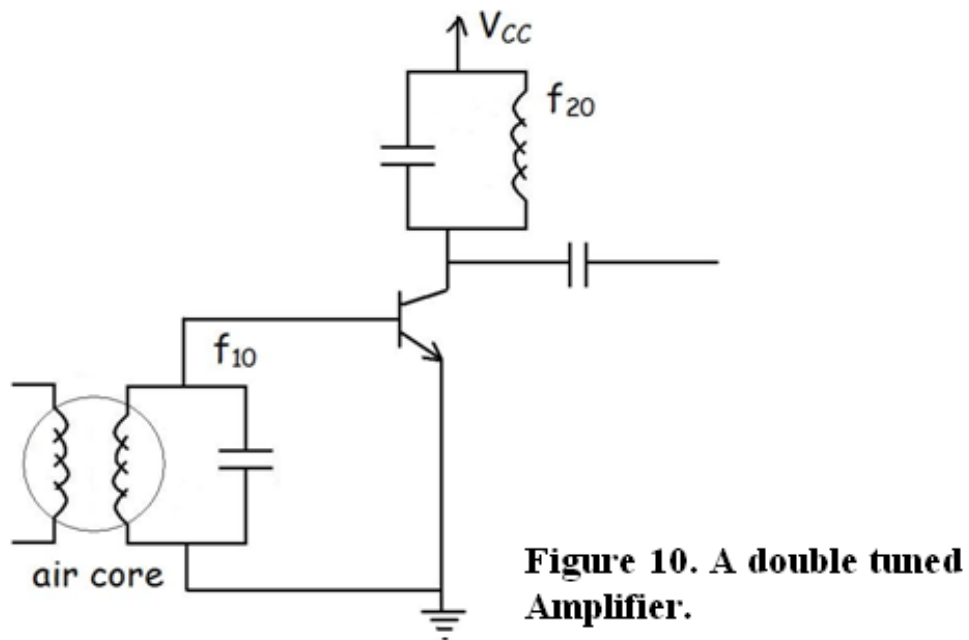 V_CC
f_20
f_10
air core
Figure 10. A double tuned
Amplifier.